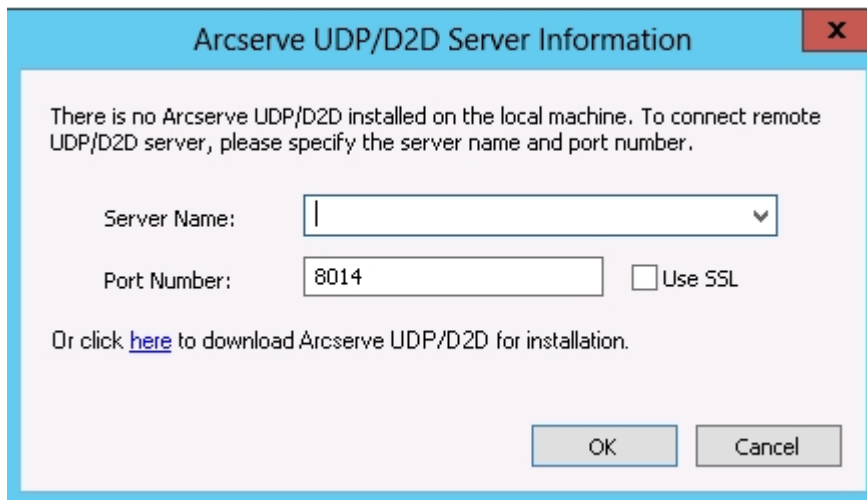 Arcserve UDP/D2D Server Information
x
There is no Arcserve UDP/D2D installed on the local machine. To connect remote
UDP/D2D server, please specify the server name and port number.
Server Name:
Port Number: 8014 Use SSL
Or click here to download Arcserve UDP/D2D for installation.
OK Cancel